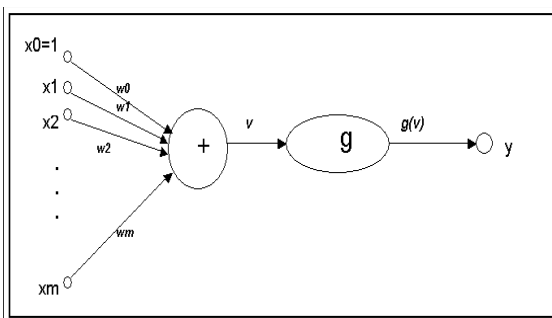 x0=1
w0
x1
w1
x2
w2
v
+
g
g(v)
y
.
.
.
wm
xm